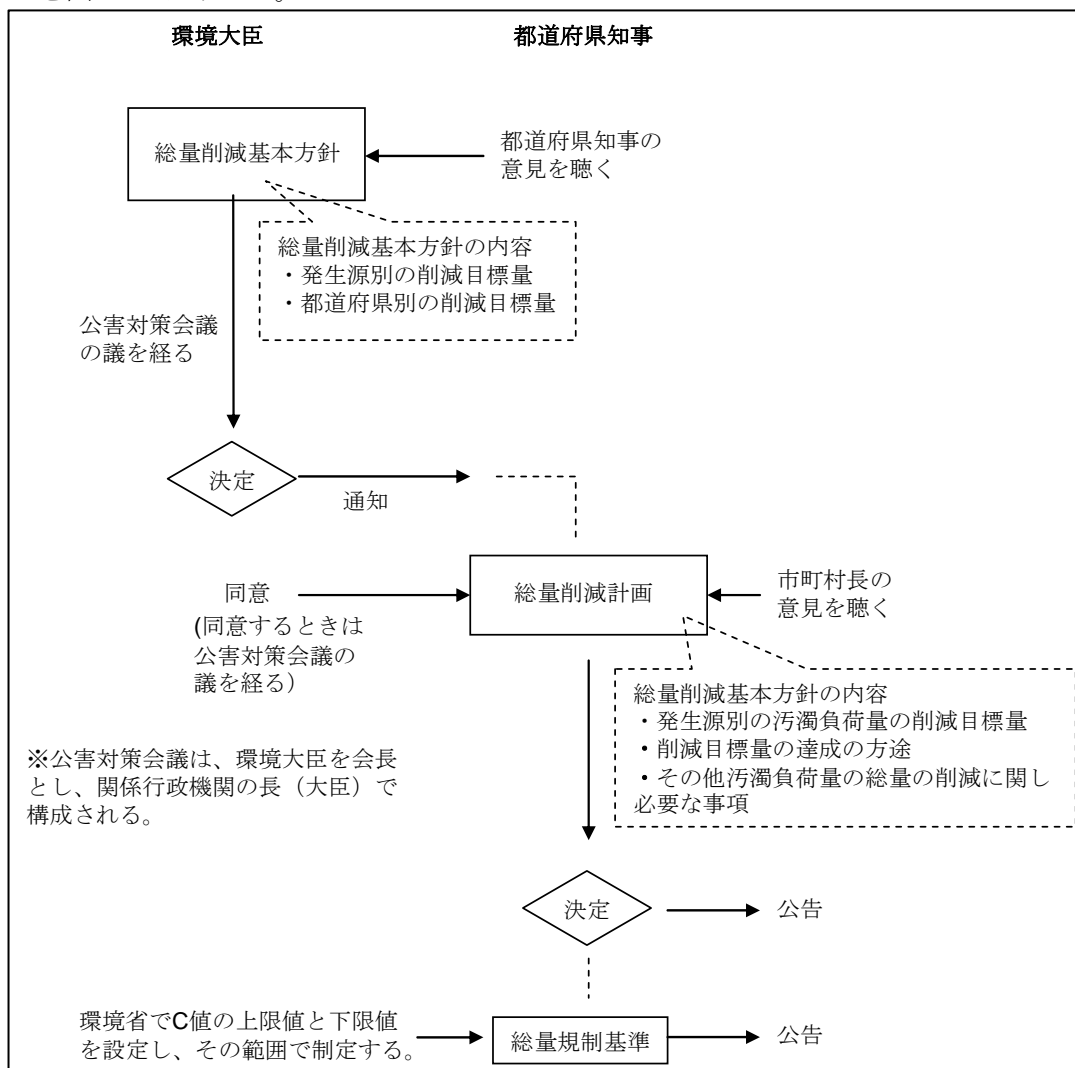 環境大臣
都道府県知事
総量削減基本方針
都道府県知事の
意見を聴く
総量削減基本方針の内容
・発生源別の削減目標量
・都道府県別の削減目標量
公害対策会議
の議を経る
決定
通知
同意
(同意するときは
公害対策会議の
議を経る）
総量削減計画
市町村長の
意見を聴く
総量削減基本方針の内容
・発生源別の汚濁負荷量の削減目標量
・削減目標量の達成の方途
・その他汚濁負荷量の総量の削減に関し
必要な事項
※公害対策会議は、環境大臣を会長
とし、関係行政機関の長（大臣）で
構成される。
決定
公告
環境省でC値の上限値と下限値
を設定し、その範囲で制定する。
総量規制基準
公告